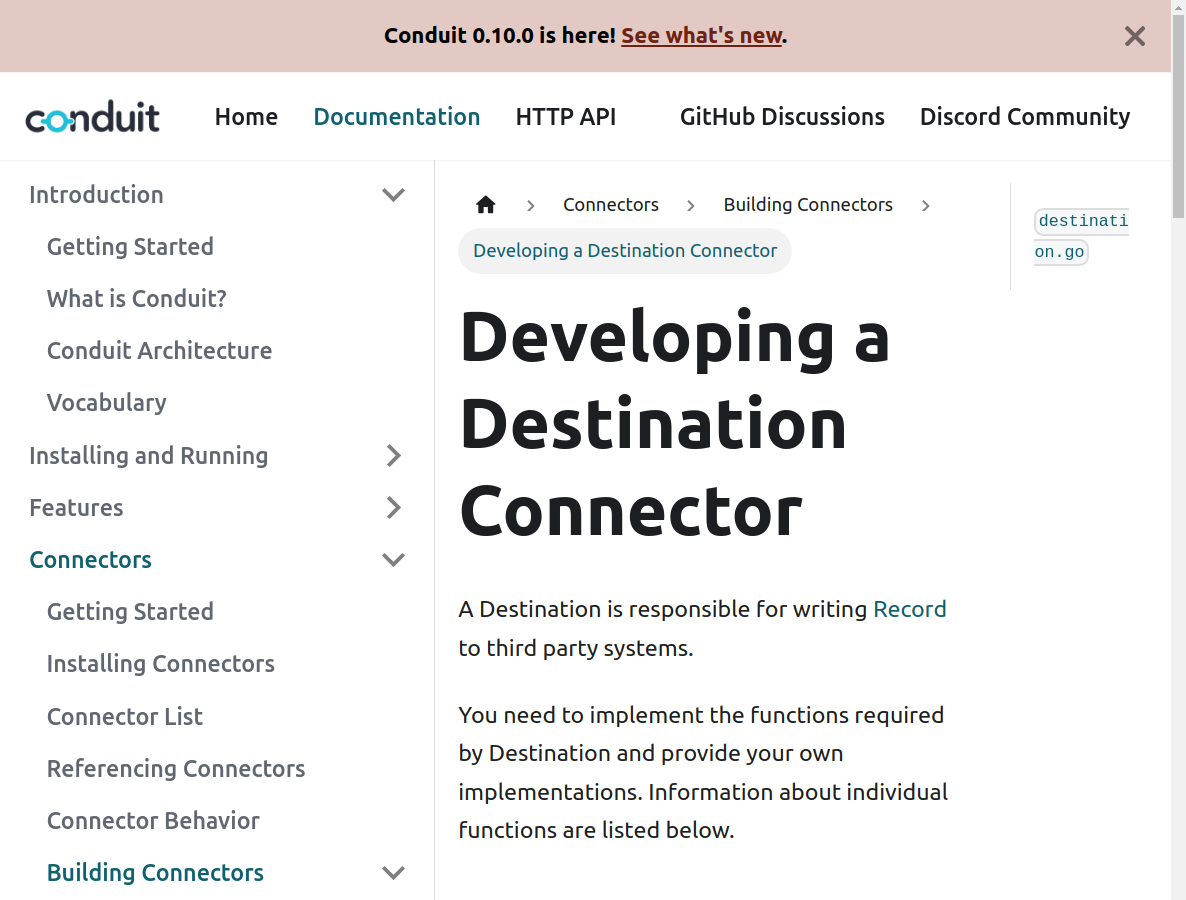 Conduit 0.10.0 is here! See what's new.
conduit
Home
Documentation
HTTP API
GitHub Discussions
Discord Community
Introduction
Getting Started
What is Conduit?
Conduit Architecture
Vocabulary
Installing and Running
Features
Connectors
Getting Started
Installing Connectors
Connector List
Referencing Connectors
Connector Behavior
Building Connectors
Connectors
Building Connectors
Developing a Destination Connector
Developing a
Destination
Connector
A Destination is responsible for writing Record
to third party systems.
You need to implement the functions required
by Destination and provide your own
implementations. Information about individual
functions are listed below.
destinati
on.go